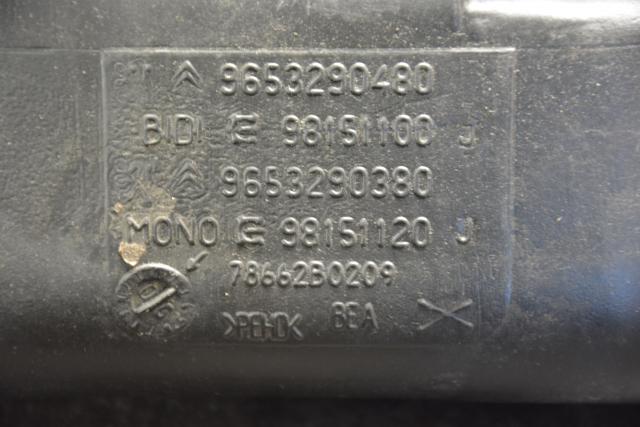 9653290480
BIDI 98151100 J
9653290380
MONO 98151120 J
78662B0209
>PEHD< BEA